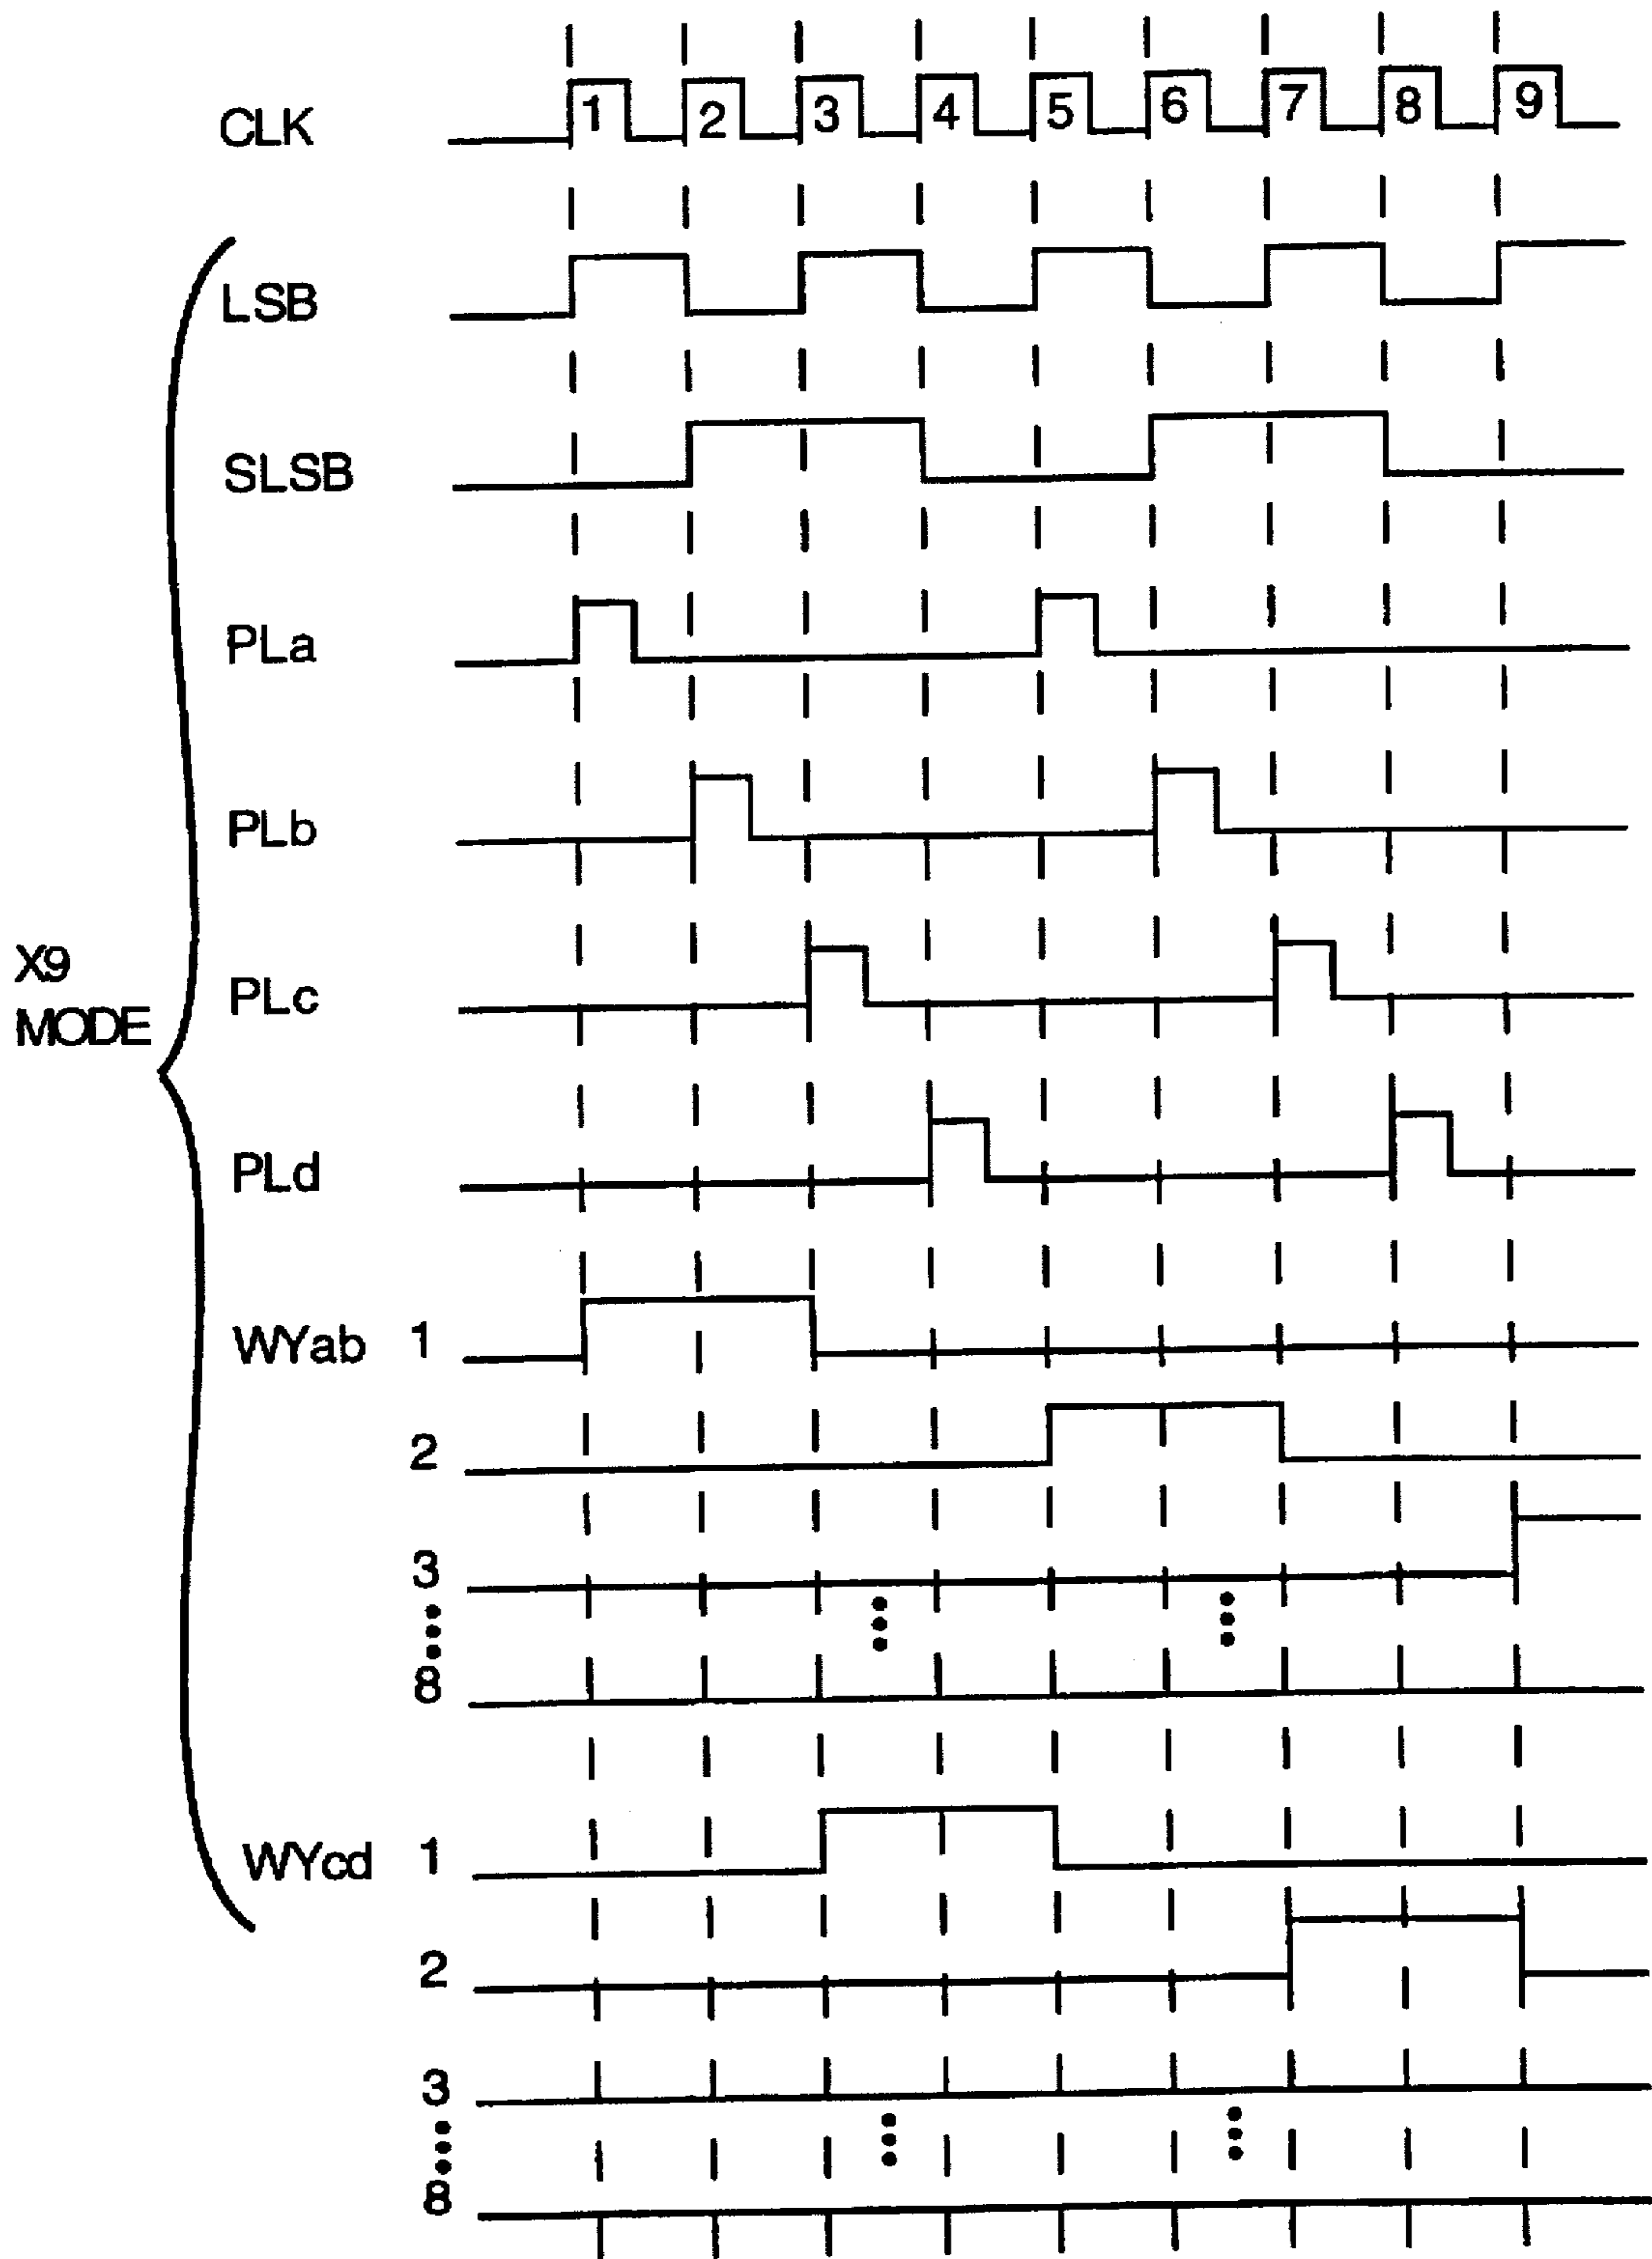 CLK 1 2 3 4 5 6 7 8 9
LSB
SLSB
PLa
PLb
X9
MODE
PLc
PLd
WYab 1
2
3
8
WYcd 1
2
3
8